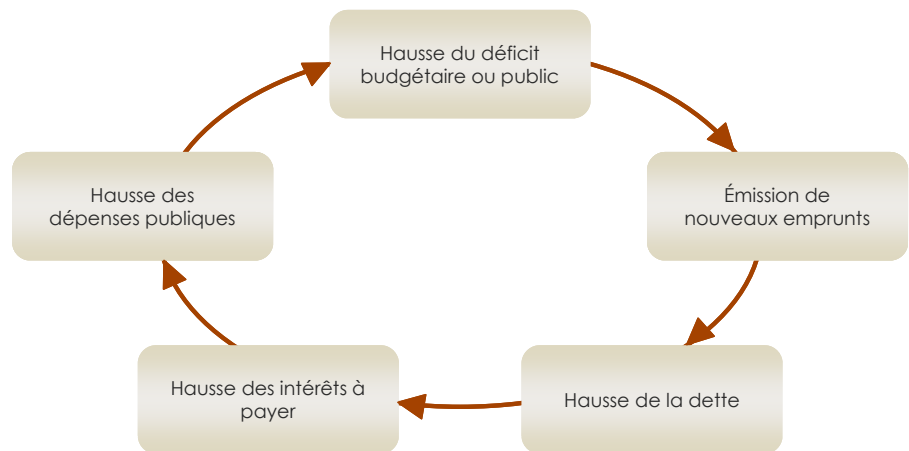 Hausse du déficit
budgétaire ou public
Émission de
nouveaux emprunts
Hausse de la dette
Hausse des intérêts à
payer
Hausse des
dépenses publiques